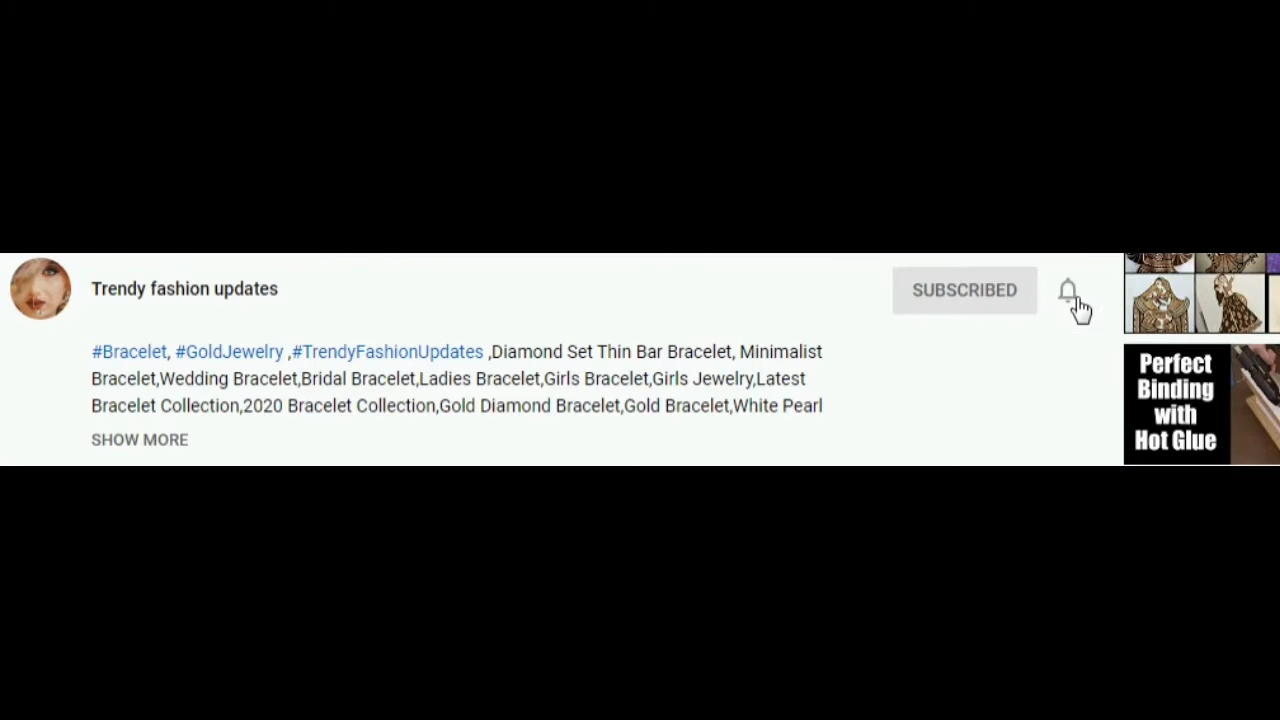 Trendy fashion updates
SUBSCRIBED
#Bracelet, #GoldJewelry ,#TrendyFashionUpdates ,Diamond Set Thin Bar Bracelet, Minimalist
Bracelet,Wedding Bracelet,Bridal Bracelet,Ladies Bracelet,Girls Bracelet,Girls Jewelry,Latest
Bracelet Collection,2020 Bracelet Collection,Gold Diamond Bracelet,Gold Bracelet,White Pearl
SHOW MORE
Perfect
Binding
with
Hot Glue